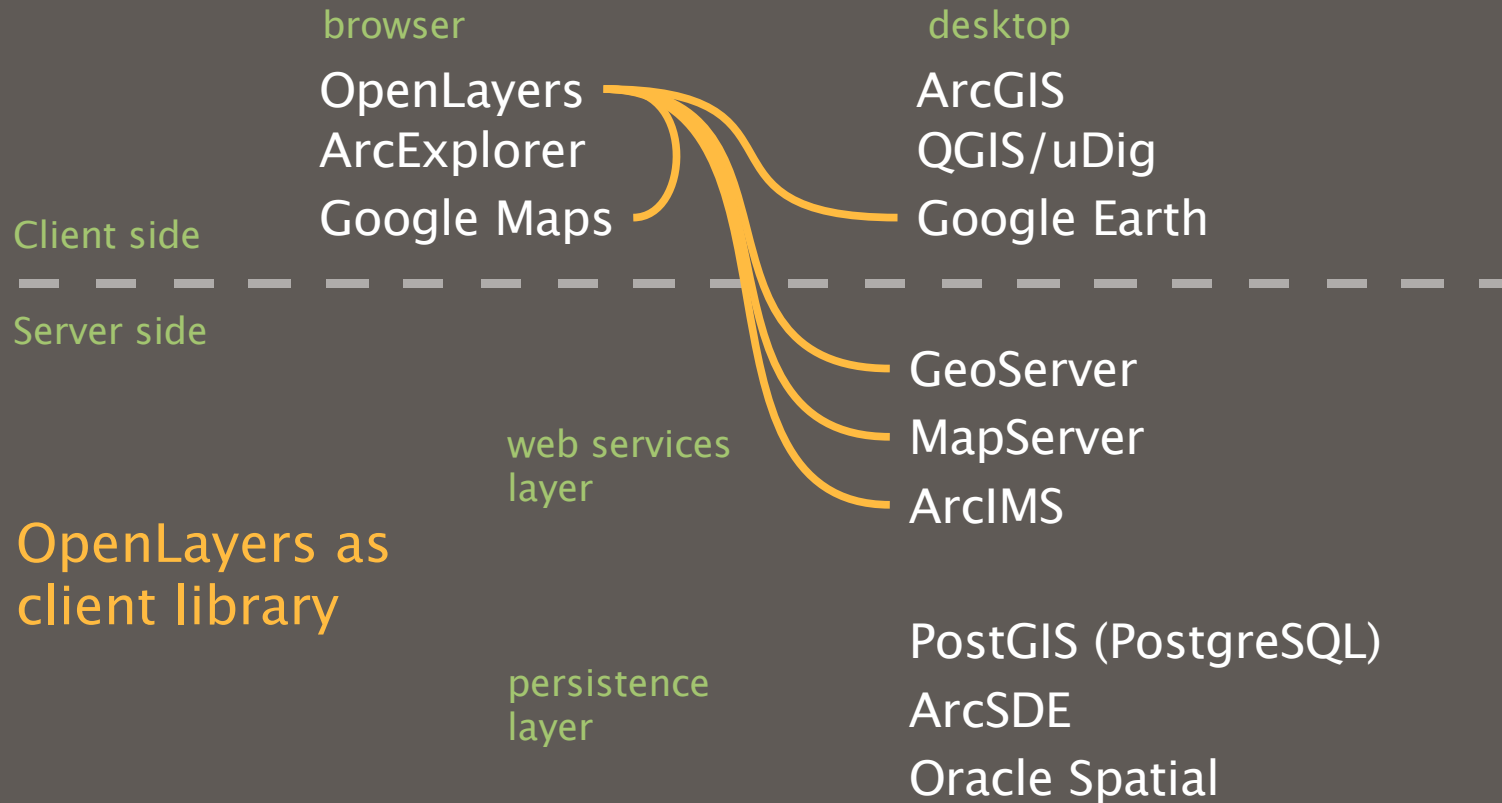 browser
desktop
OpenLayers
ArcGIS
ArcExplorer
QGIS/uDig
Google Maps
Google Earth
Client side
Server side
GeoServer
web services
layer
MapServer
ArcIMS
OpenLayers as
client library
PostGIS (PostgreSQL)
persistence
layer
ArcSDE
Oracle Spatial